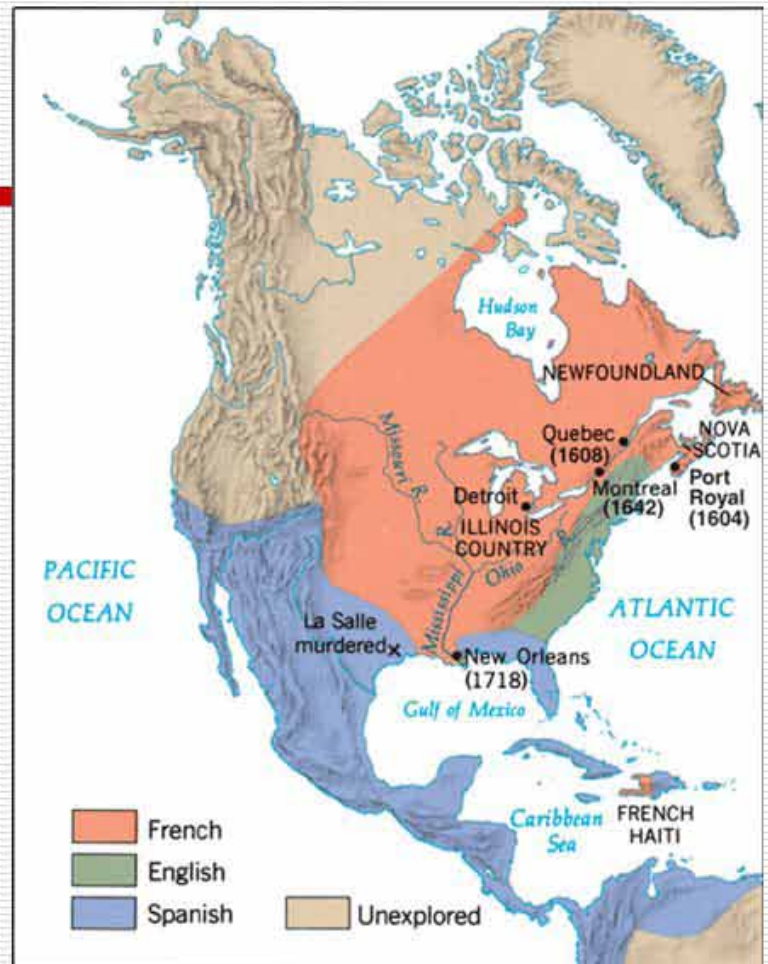 Hudson
Bay
NEWFOUNDLAND
Missouri R.
Quebec
(1608)
NOVA
SCOTIA
Detroit
Montreal
(1642)
Port
Royal
(1604)
ILLINOIS
COUNTRY
Mississippi R.
Ohio R.
PACIFIC
OCEAN
ATLANTIC
OCEAN
La Salle
murdered x
New Orleans
(1718)
Gulf of Mexico
Caribbean
Sea
FRENCH
HAITI
French
English
Spanish
Unexplored